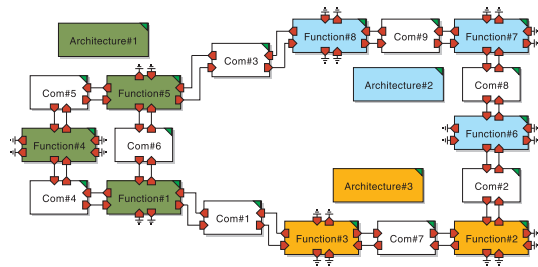 Architecture#1
Function#8
Com#9
Function#7
Com#3
Com#5
Function#5
Architecture#2
Com#8
Function#4
Com#6
Function#6
Architecture#3
Com#4
Function#1
Com#2
Com#1
Function#3
Com#7
Function#2